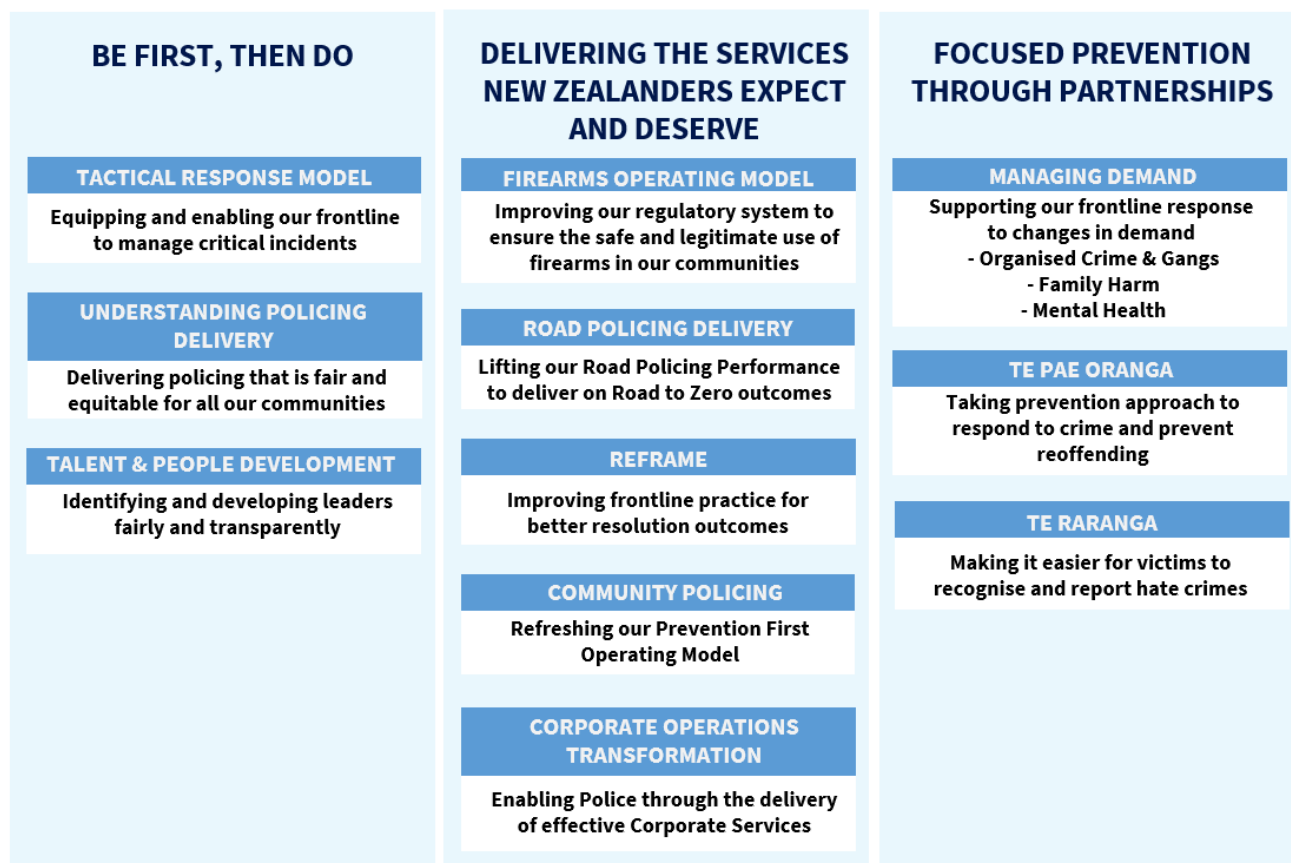 BE FIRST, THEN DO
TACTICAL RESPONSE MODEL
Equipping and enabling our frontline
to manage critical incidents
UNDERSTANDING POLICING
DELIVERY
Delivering policing that is fair and
equitable for all our communities
TALENT & PEOPLE DEVELOPMENT
Identifying and developing leaders
fairly and transparently
DELIVERING THE SERVICES
NEW ZEALANDERS EXPECT
AND DESERVE
FIREARMS OPERATING MODEL
Improving our regulatory system to
ensure the safe and legitimate use of
firearms in our communities
ROAD POLICING DELIVERY
Lifting our Road Policing Performance
to deliver on Road to Zero outcomes
REFRAME
Improving frontline practice for
better resolution outcomes
COMMUNITY POLICING
Refreshing our Prevention First
Operating Model
CORPORATE OPERATIONS
TRANSFORMATION
Enabling Police through the delivery
of effective Corporate Services
FOCUSED PREVENTION
THROUGH PARTNERSHIPS
MANAGING DEMAND
Supporting our frontline response
to changes in demand
- Organised Crime & Gangs
- Family Harm
- Mental Health
TE PAE ORANGA
Taking prevention approach to
respond to crime and prevent
reoffending
TE RARANGA
Making it easier for victims to
recognise and report hate crimes